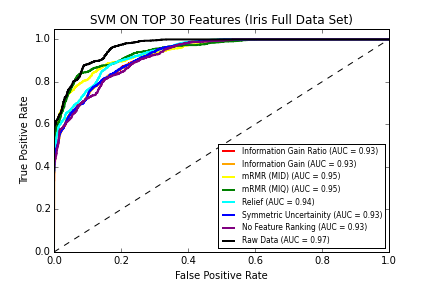 SVM ON TOP 30 Features (Iris Full Data Set)
1.0
0.8
0.6
0.4
0.2
0.0
True Positive Rate
Information Gain Ratio (AUC = 0.93)
Information Gain (AUC = 0.93)
mRMR (MID) (AUC = 0.95)
mRMR (MIQ) (AUC = 0.95)
Relief (AUC = 0.94)
Symmetric Uncertainity (AUC = 0.93)
No Feature Ranking (AUC = 0.93)
Raw Data (AUC = 0.97)
0.0 0.2 0.4 0.6 0.8 1.0
False Positive Rate